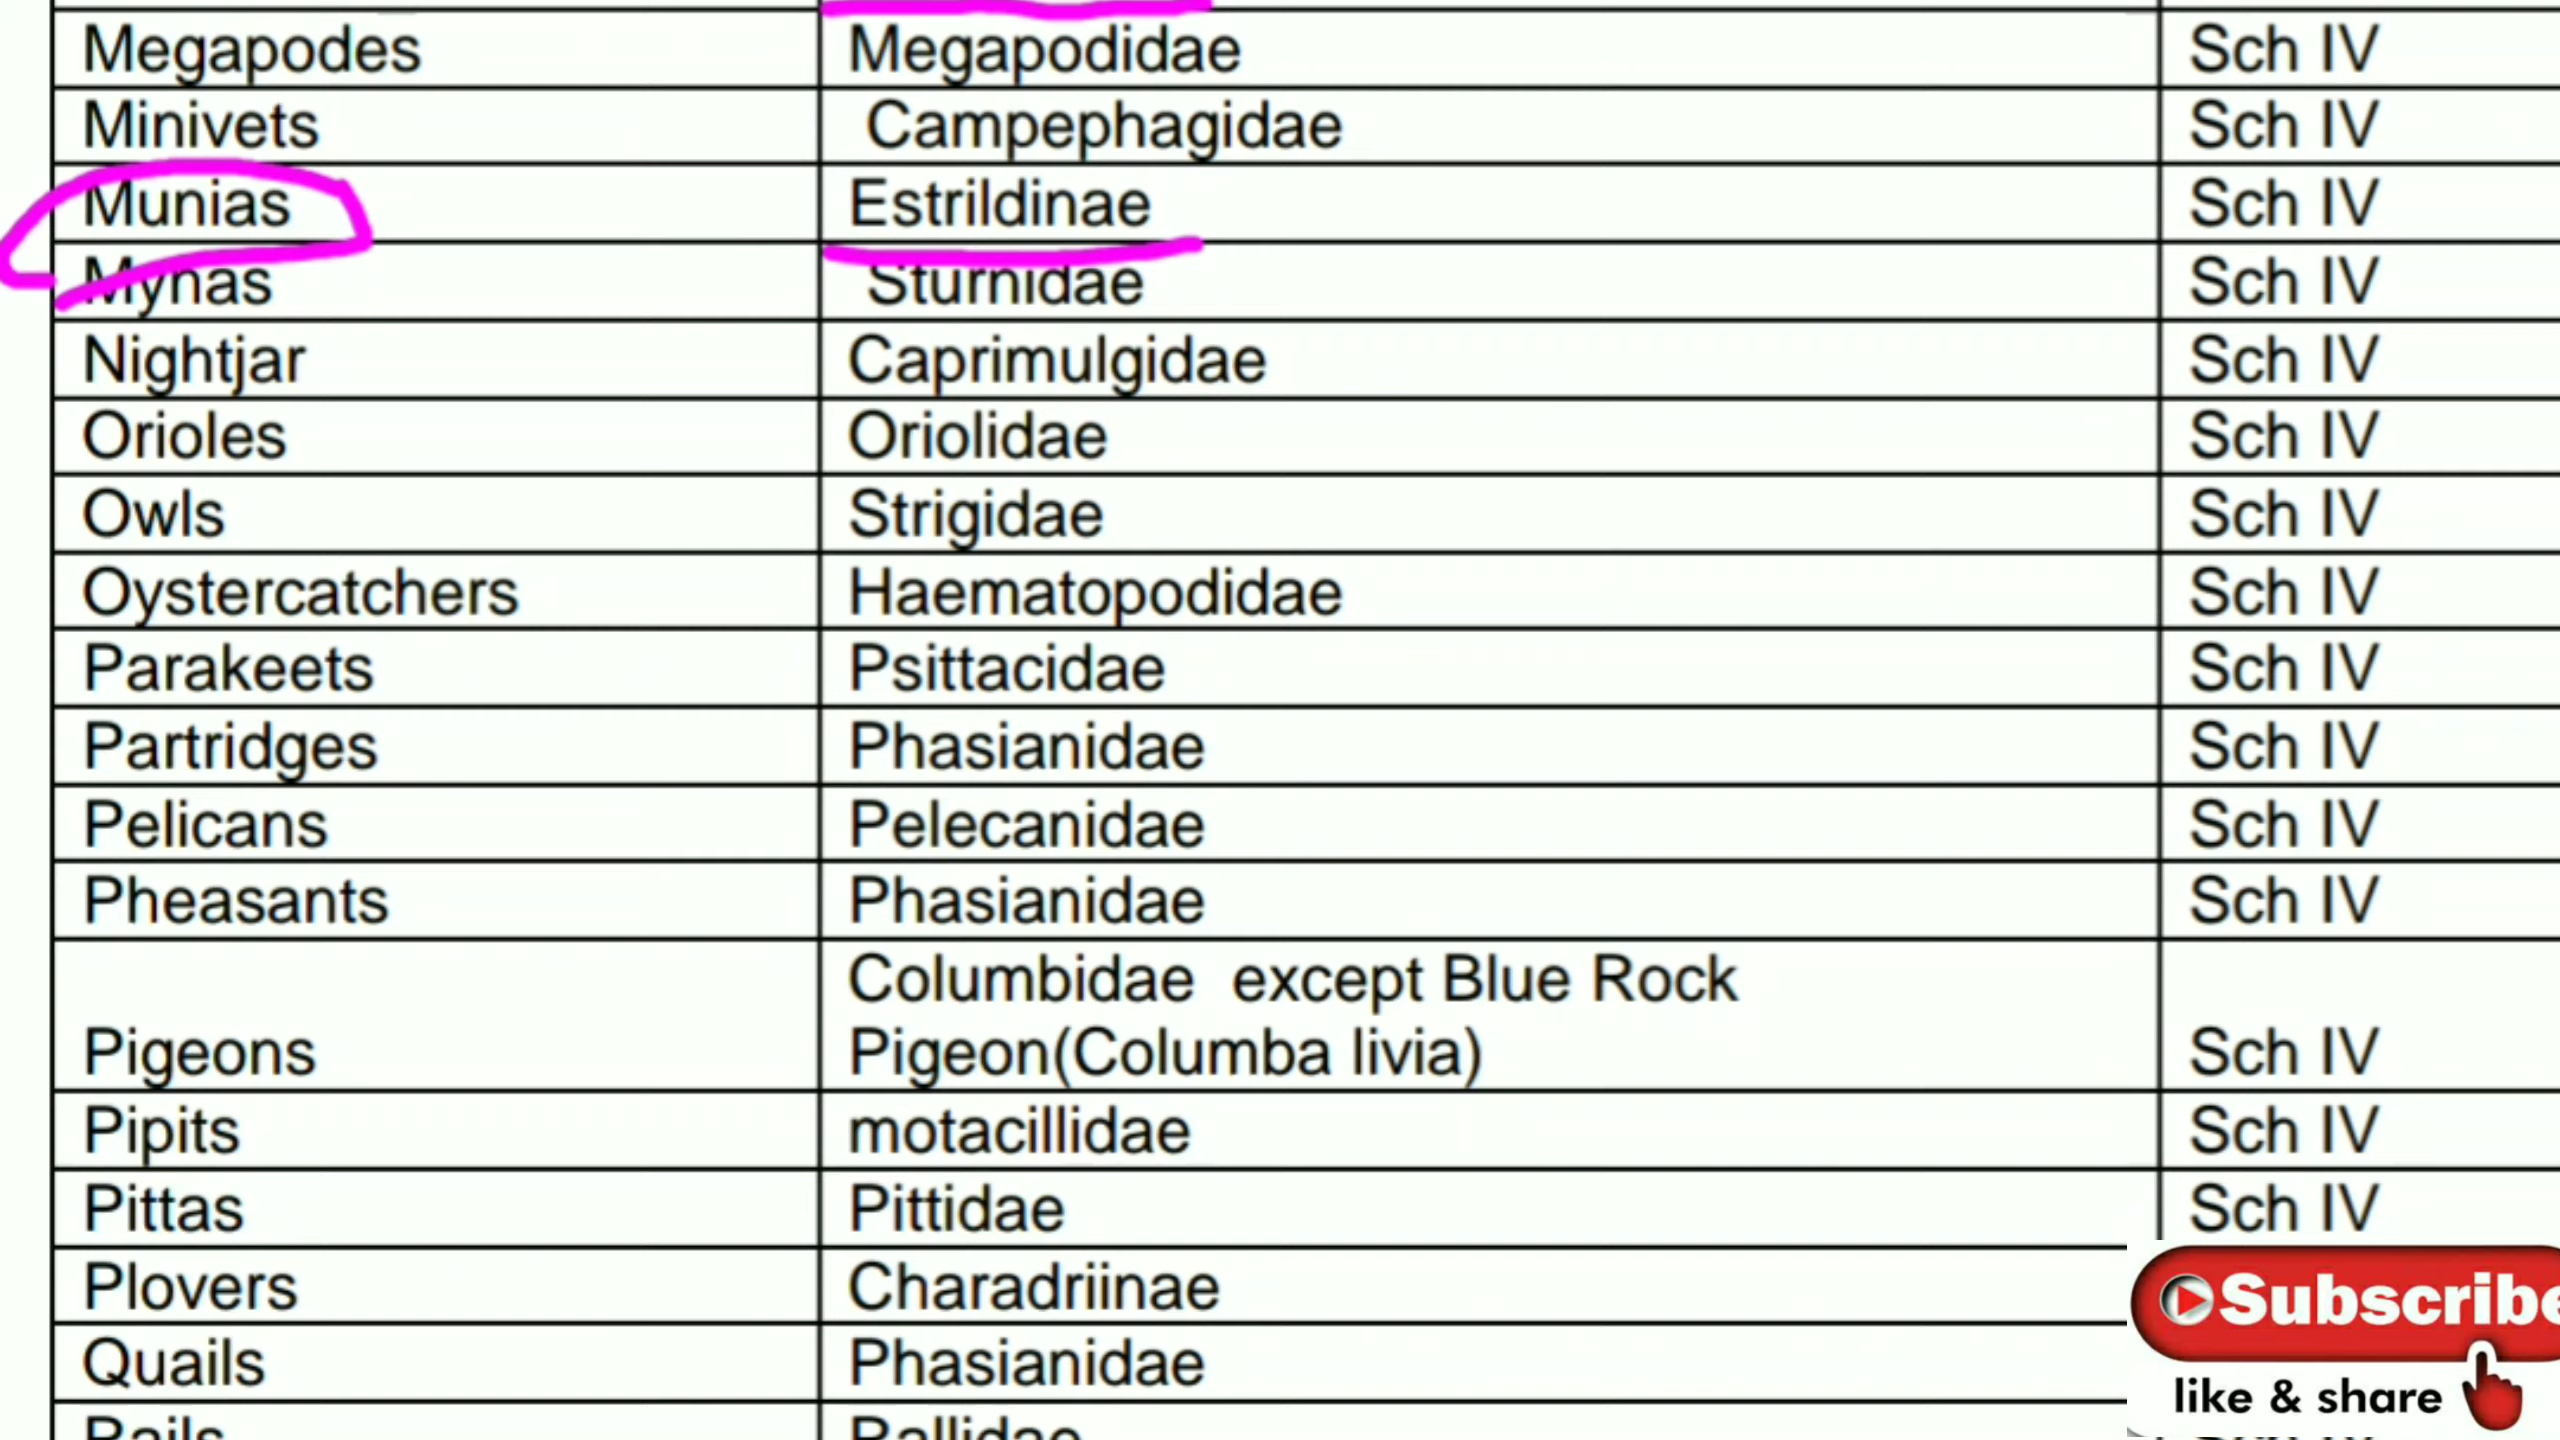 Megapodes Megapodidae Sch IV
Minivets Campephagidae Sch IV
Munias Estrildinae Sch IV
Mynas Sturnidae Sch IV
Nightjar Caprimulgidae Sch IV
Orioles Oriolidae Sch IV
Owls Strigidae Sch IV
Oystercatchers Haematopodidae Sch IV
Parakeets Psittacidae Sch IV
Partridges Phasianidae Sch IV
Pelicans Pelecanidae Sch IV
Pheasants Phasianidae Sch IV
Columbidae except Blue Rock
Pigeons Pigeon(Columba livia) Sch IV
Pipits motacillidae Sch IV
Pittas Pittidae Sch IV
Plovers Charadriinae
Quails Phasianidae
Rails Rallidae
Subscribe
like & share